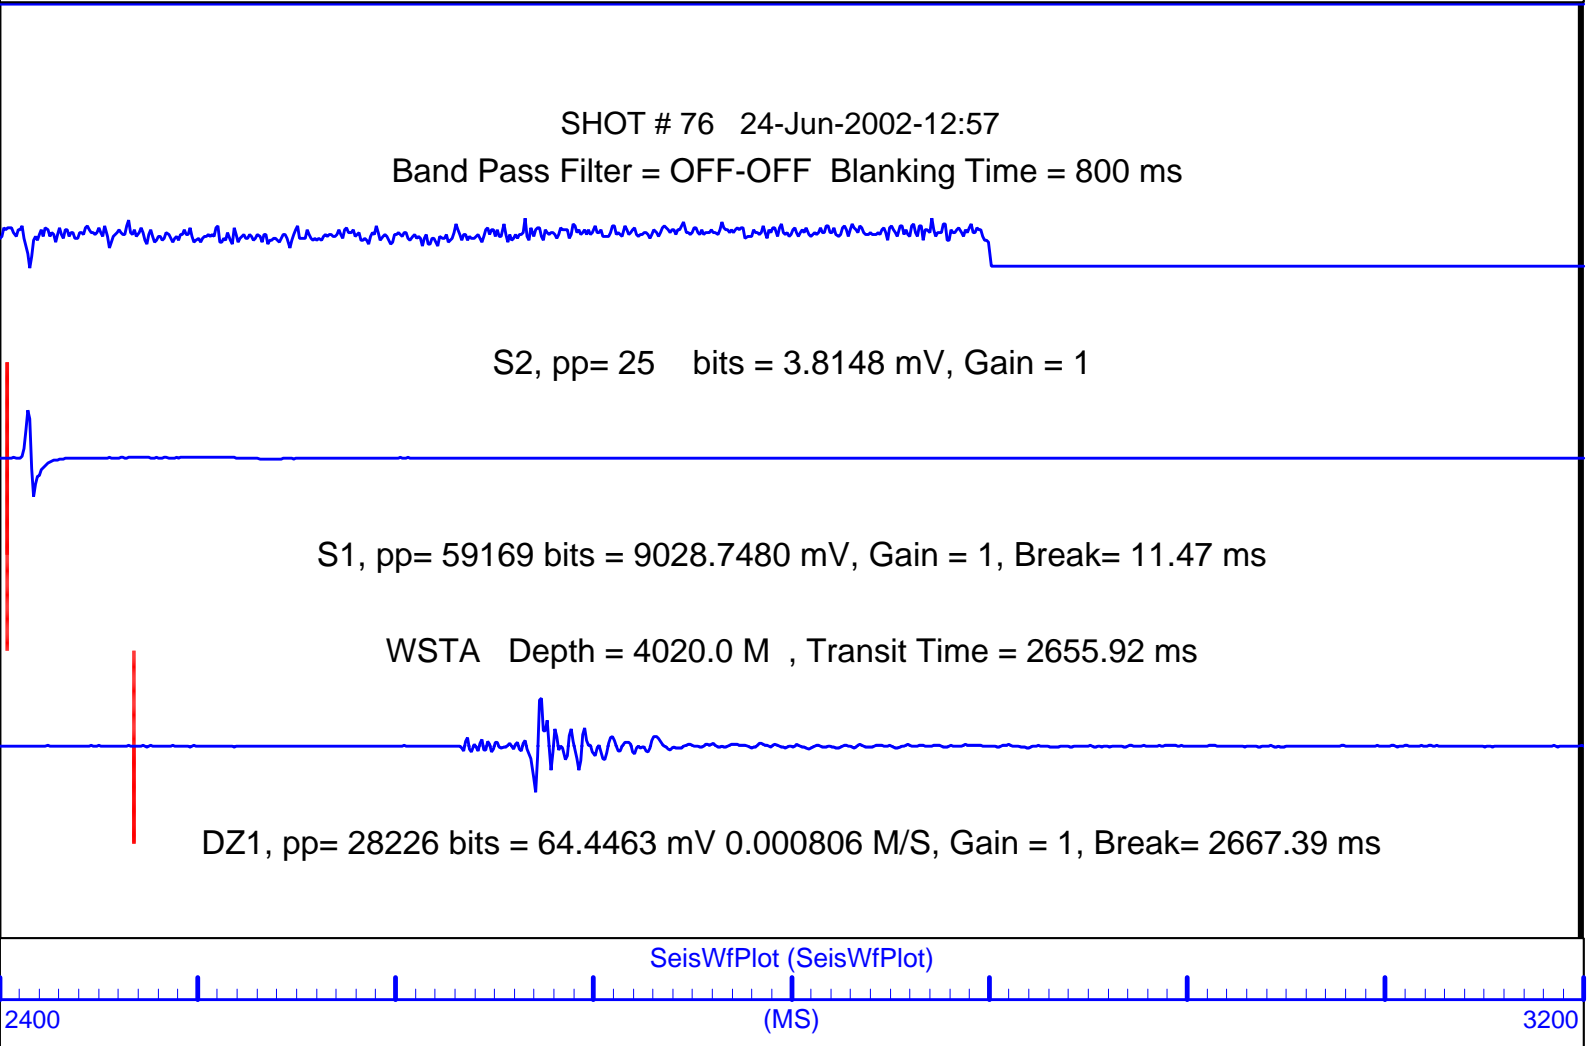 SHOT # 76 24-Jun-2002-12:57
Band Pass Filter = OFF-OFF Blanking Time = 800 ms
S2, pp= 25 bits = 3.8148 mV, Gain = 1
S1, pp= 59169 bits = 9028.7480 mV, Gain = 1, Break= 11.47 ms
WSTA Depth = 4020.0 M , Transit Time = 2655.92 ms
DZ1, pp= 28226 bits = 64.4463 mV 0.000806 M/S, Gain = 1, Break= 2667.39 ms
SeisWfPlot (SeisWfPlot)
2400 (MS) 3200